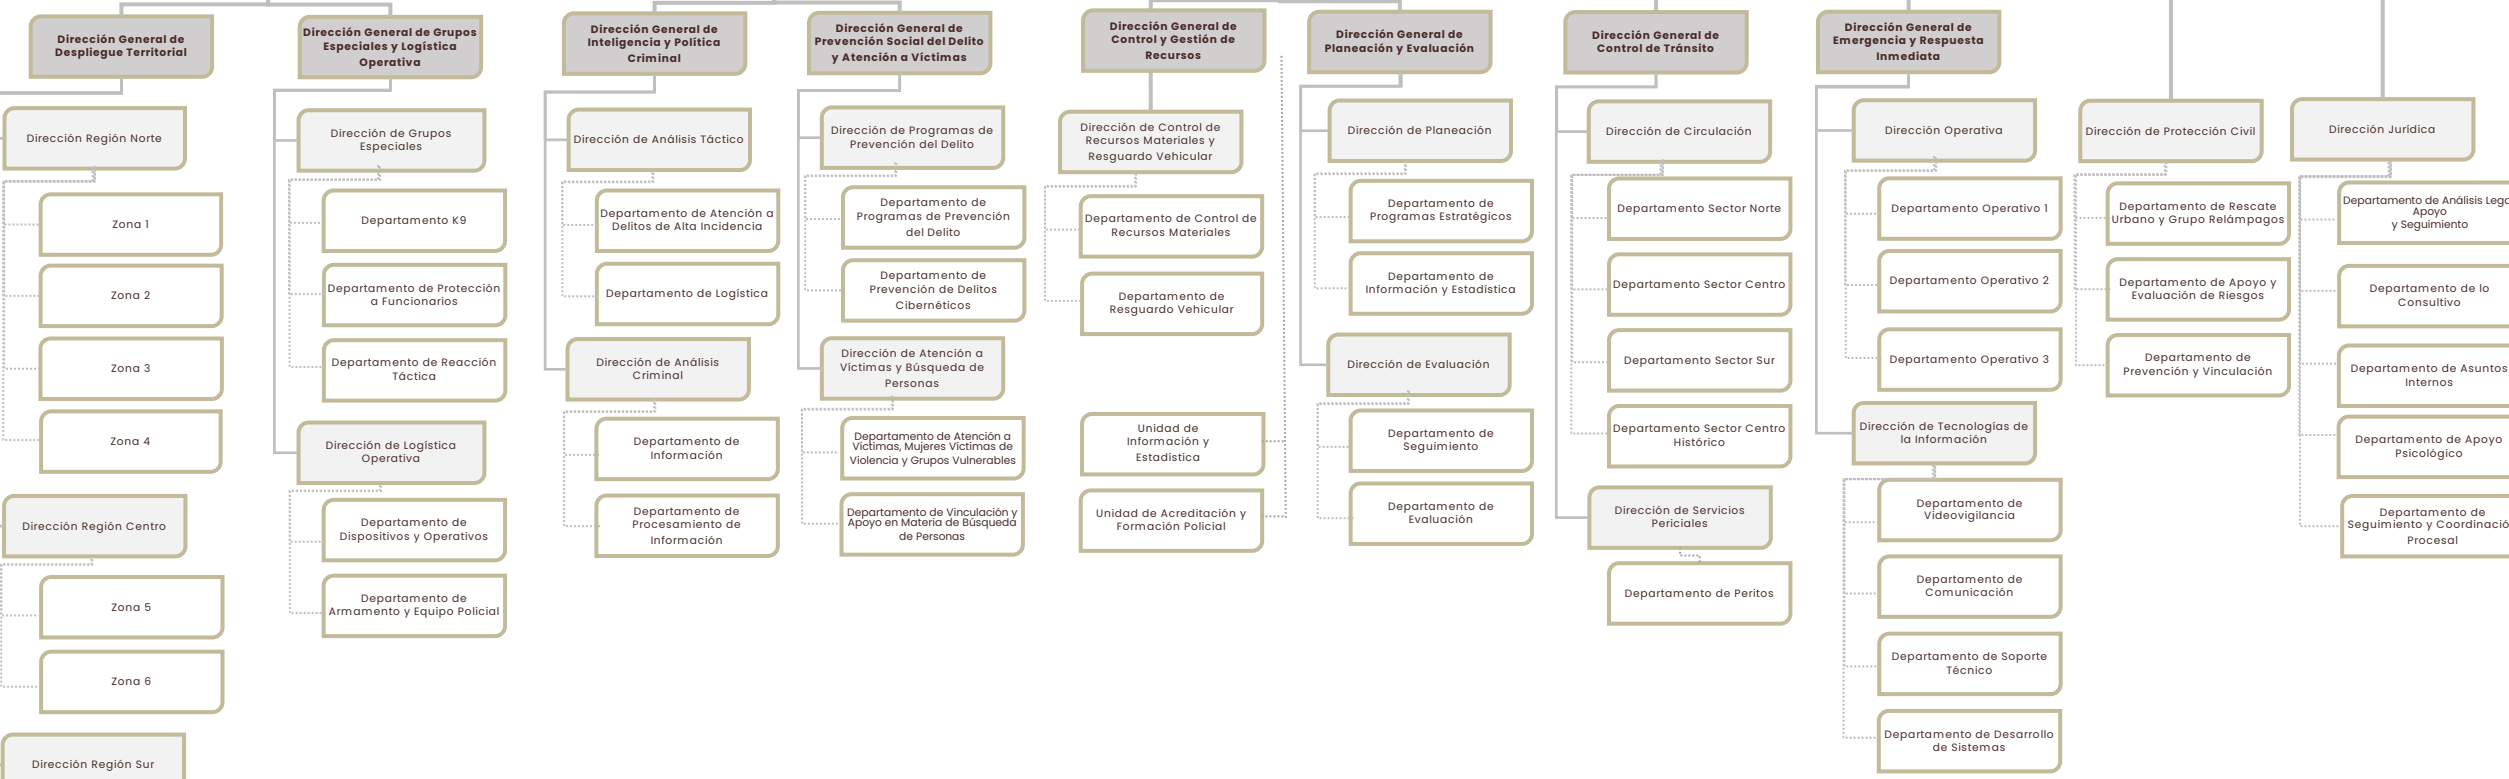 Dirección General de
Despliegue Territorial
Dirección Región Norte
Zona 1
Zona 2
Zona 3
Zona 4
Dirección Región Centro
Zona 5
Zona 6
Dirección Región Sur
Dirección General de Grupos
Especiales y Logística
Operativa
Dirección de Grupos
Especiales
Departamento K9
Departamento de Protección
a Funcionarios
Departamento de Reacción
Táctica
Dirección de Logística
Operativa
Departamento de
Dispositivos y Operativos
Departamento de
Armamento y Equipo Policial
Dirección General de
Inteligencia y Política
Criminal
Dirección de Análisis Táctico
Departamento de Atención a
Delitos de Alta Incidencia
Departamento de Logística
Dirección de Análisis
Criminal
Departamento de
Información
Departamento de
Procesamiento de
Información
Dirección General de
Prevención Social del Delito
y Atención a Víctimas
Dirección de Programas de
Prevención del Delito
Departamento de
Programas de Prevención
del Delito
Departamento de
Prevención de Delitos
Cibernéticos
Dirección de Atención a
Víctimas y Búsqueda de
Personas
Departamento de Atención a
Víctimas, Mujeres Víctimas de
Violencia y Grupos Vulnerables
Departamento de Vinculación y
Apoyo en Materia de Búsqueda
de Personas
Dirección General de
Control y Gestión de
Recursos
Dirección de Control de
Recursos Materiales y
Resguardo Vehicular
Departamento de Control de
Recursos Materiales
Departamento de
Resguardo Vehicular
Unidad de
Información y
Estadística
Unidad de Acreditación y
Formación Policial
Dirección General de
Planeación y Evaluación
Dirección de Planeación
Departamento de
Programas Estratégicos
Departamento de
Información y Estadística
Dirección de Evaluación
Departamento de
Seguimiento
Departamento de
Evaluación
Dirección General de
Control de Tránsito
Dirección de Circulación
Departamento Sector Norte
Departamento Sector Centro
Departamento Sector Sur
Departamento Sector Centro
Histórico
Dirección de Servicios
Periciales
Departamento de Peritos
Dirección General de
Emergencia y Respuesta
Inmediata
Dirección Operativa
Departamento Operativo 1
Departamento Operativo 2
Departamento Operativo 3
Dirección de Tecnologías de
la Información
Departamento de
Videovigilancia
Departamento de
Comunicación
Departamento de Soporte
Técnico
Departamento de Desarrollo
de Sistemas
Dirección de Protección Civil
Departamento de Rescate
Urbano y Grupo Relámpagos
Departamento de Apoyo y
Evaluación de Riesgos
Departamento de
Prevención y Vinculación
Dirección Jurídica
Departamento de Análisis Lega
Apoyo
y Seguimiento
Departamento de lo
Consultivo
Departamento de Asuntos
Internos
Departamento de Apoyo
Psicológico
Departamento de
Seguimiento y Coordinació
Procesal